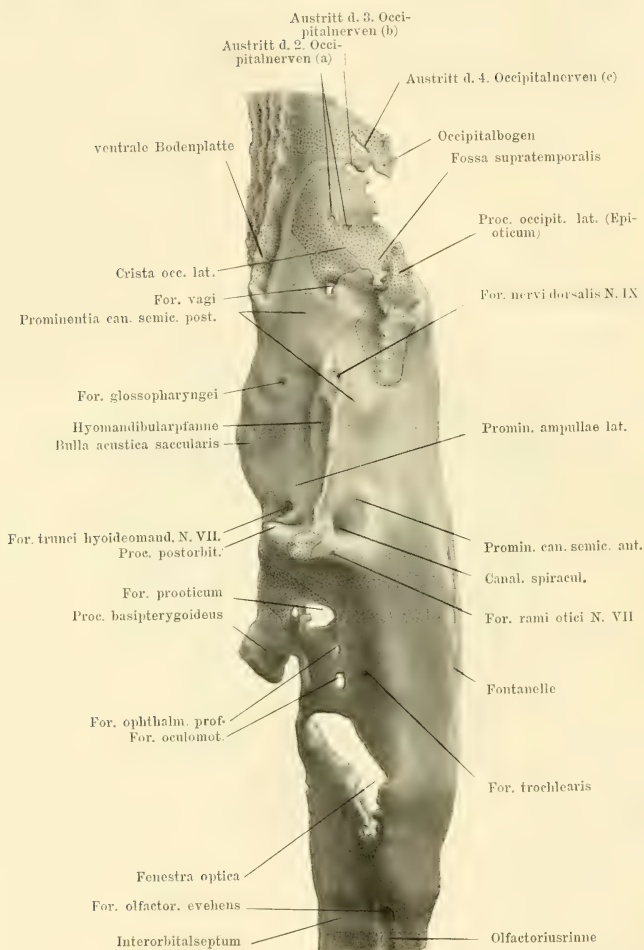 Austritt d. 3. Occi-
pitalnerven (b)
Austritt d. 2. Occi-
pitalnerven (a)
Austritt d. 4. Occipitalnerven (c)
ventrale Bodenplatte
Occipitalbogen
Fossa supratemporalis
Proc. occipit. lat. (Epi-
oticum)
Crista occ. lat.
For. vagi
Prominentia can. semic. post.
For. nervi dorsalis N. IX
For. glossopharyngei
Hyomandibularpfanne
Bulla acustica saccularis
Promin. ampullae lat.
For. trunci hyoideomand. N. VII.
Proc. postorbit.
Promin. can. semic. ant.
Canal. spiracul.
For. prooticum
Proc. basipterygoideus
For. rami otici N. VII
Fontanelle
For. ophthalm. prof.
For. oculomot.
For. trochlearis
Fenestra optica
For. olfactor. evehens
Interorbitalseptum
Olfactoriusrinne